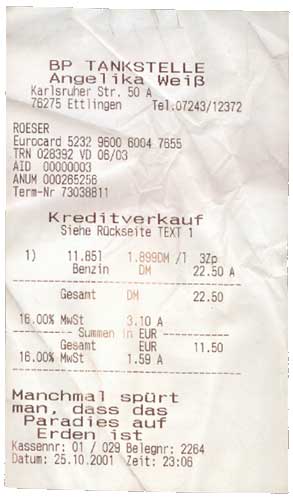 BP TANKSTELLE
Angelika Weiß
Karlsruher Str. 50 A
76275 Ettlingen Tel.07243/12372
ROESER
Eurocard 5232 9600 6004 7655
TRN 028392 VD 06/03
AID 00000003
ANUM 000265256
Term-Nr 73038811
Kreditverkauf
Siehe Rückseite TEXT 1
1) 11.85l 1.899DM /l 3Zp
Benzin DM 22.50 A
Gesamt DM 22.50
16.00% MwSt 3.10 A
Summen in EUR
Gesamt EUR 11.50
16.00% MwSt 1.59 A
Manchmal spürt
man, dass das
Paradies auf
Erden ist
Kassennr: 01 / 029 Belegnr: 2264
Datum: 25.10.2001 Zeit: 23:06